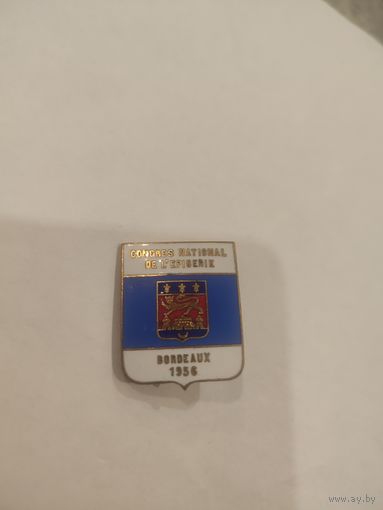 CONGRES NATIONAL
DE L'EPICERIE
BORDEAUX
1956
www.ay.by